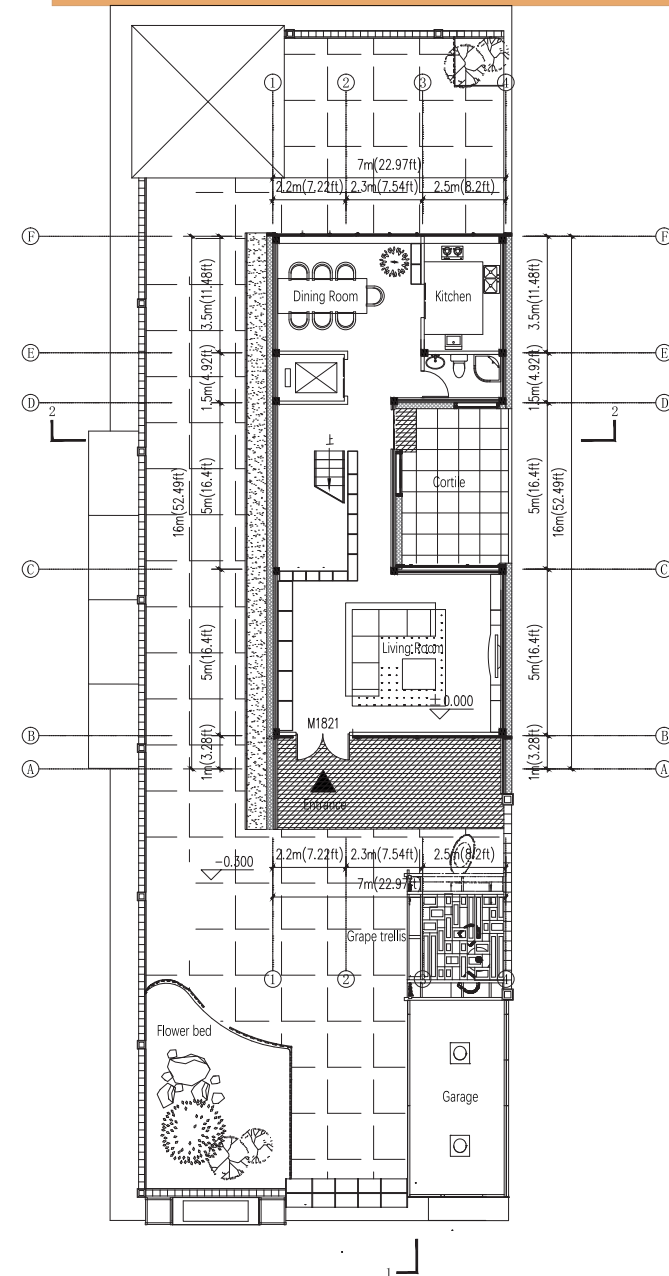 1
2
3
4
7m(22.97ft)
2.2m(7.22ft)
2.3m(7.54ft)
2.5m(8.2ft)
F
F
3.5m(11.48ft)
Dining Room
Kitchen
3.5m(11.48ft)
E
E
1.5m(4.92ft)
1.5m(4.92ft)
D
D
2
2
上
16m(52.49ft)
5m(16.4ft)
Cortile
5m(16.4ft)
16m(52.49ft)
C
C
5m(16.4ft)
Living Room
5m(16.4ft)
±0.000
M1821
B
B
1m(3.28ft)
1m(3.28ft)
A
A
Entrance
-0.300
2.2m(7.22ft)
2.3m(7.54ft)
2.5m(8.2ft)
7m(22.97ft)
Grape trellis
1
2
3
4
Flower bed
Garage
1